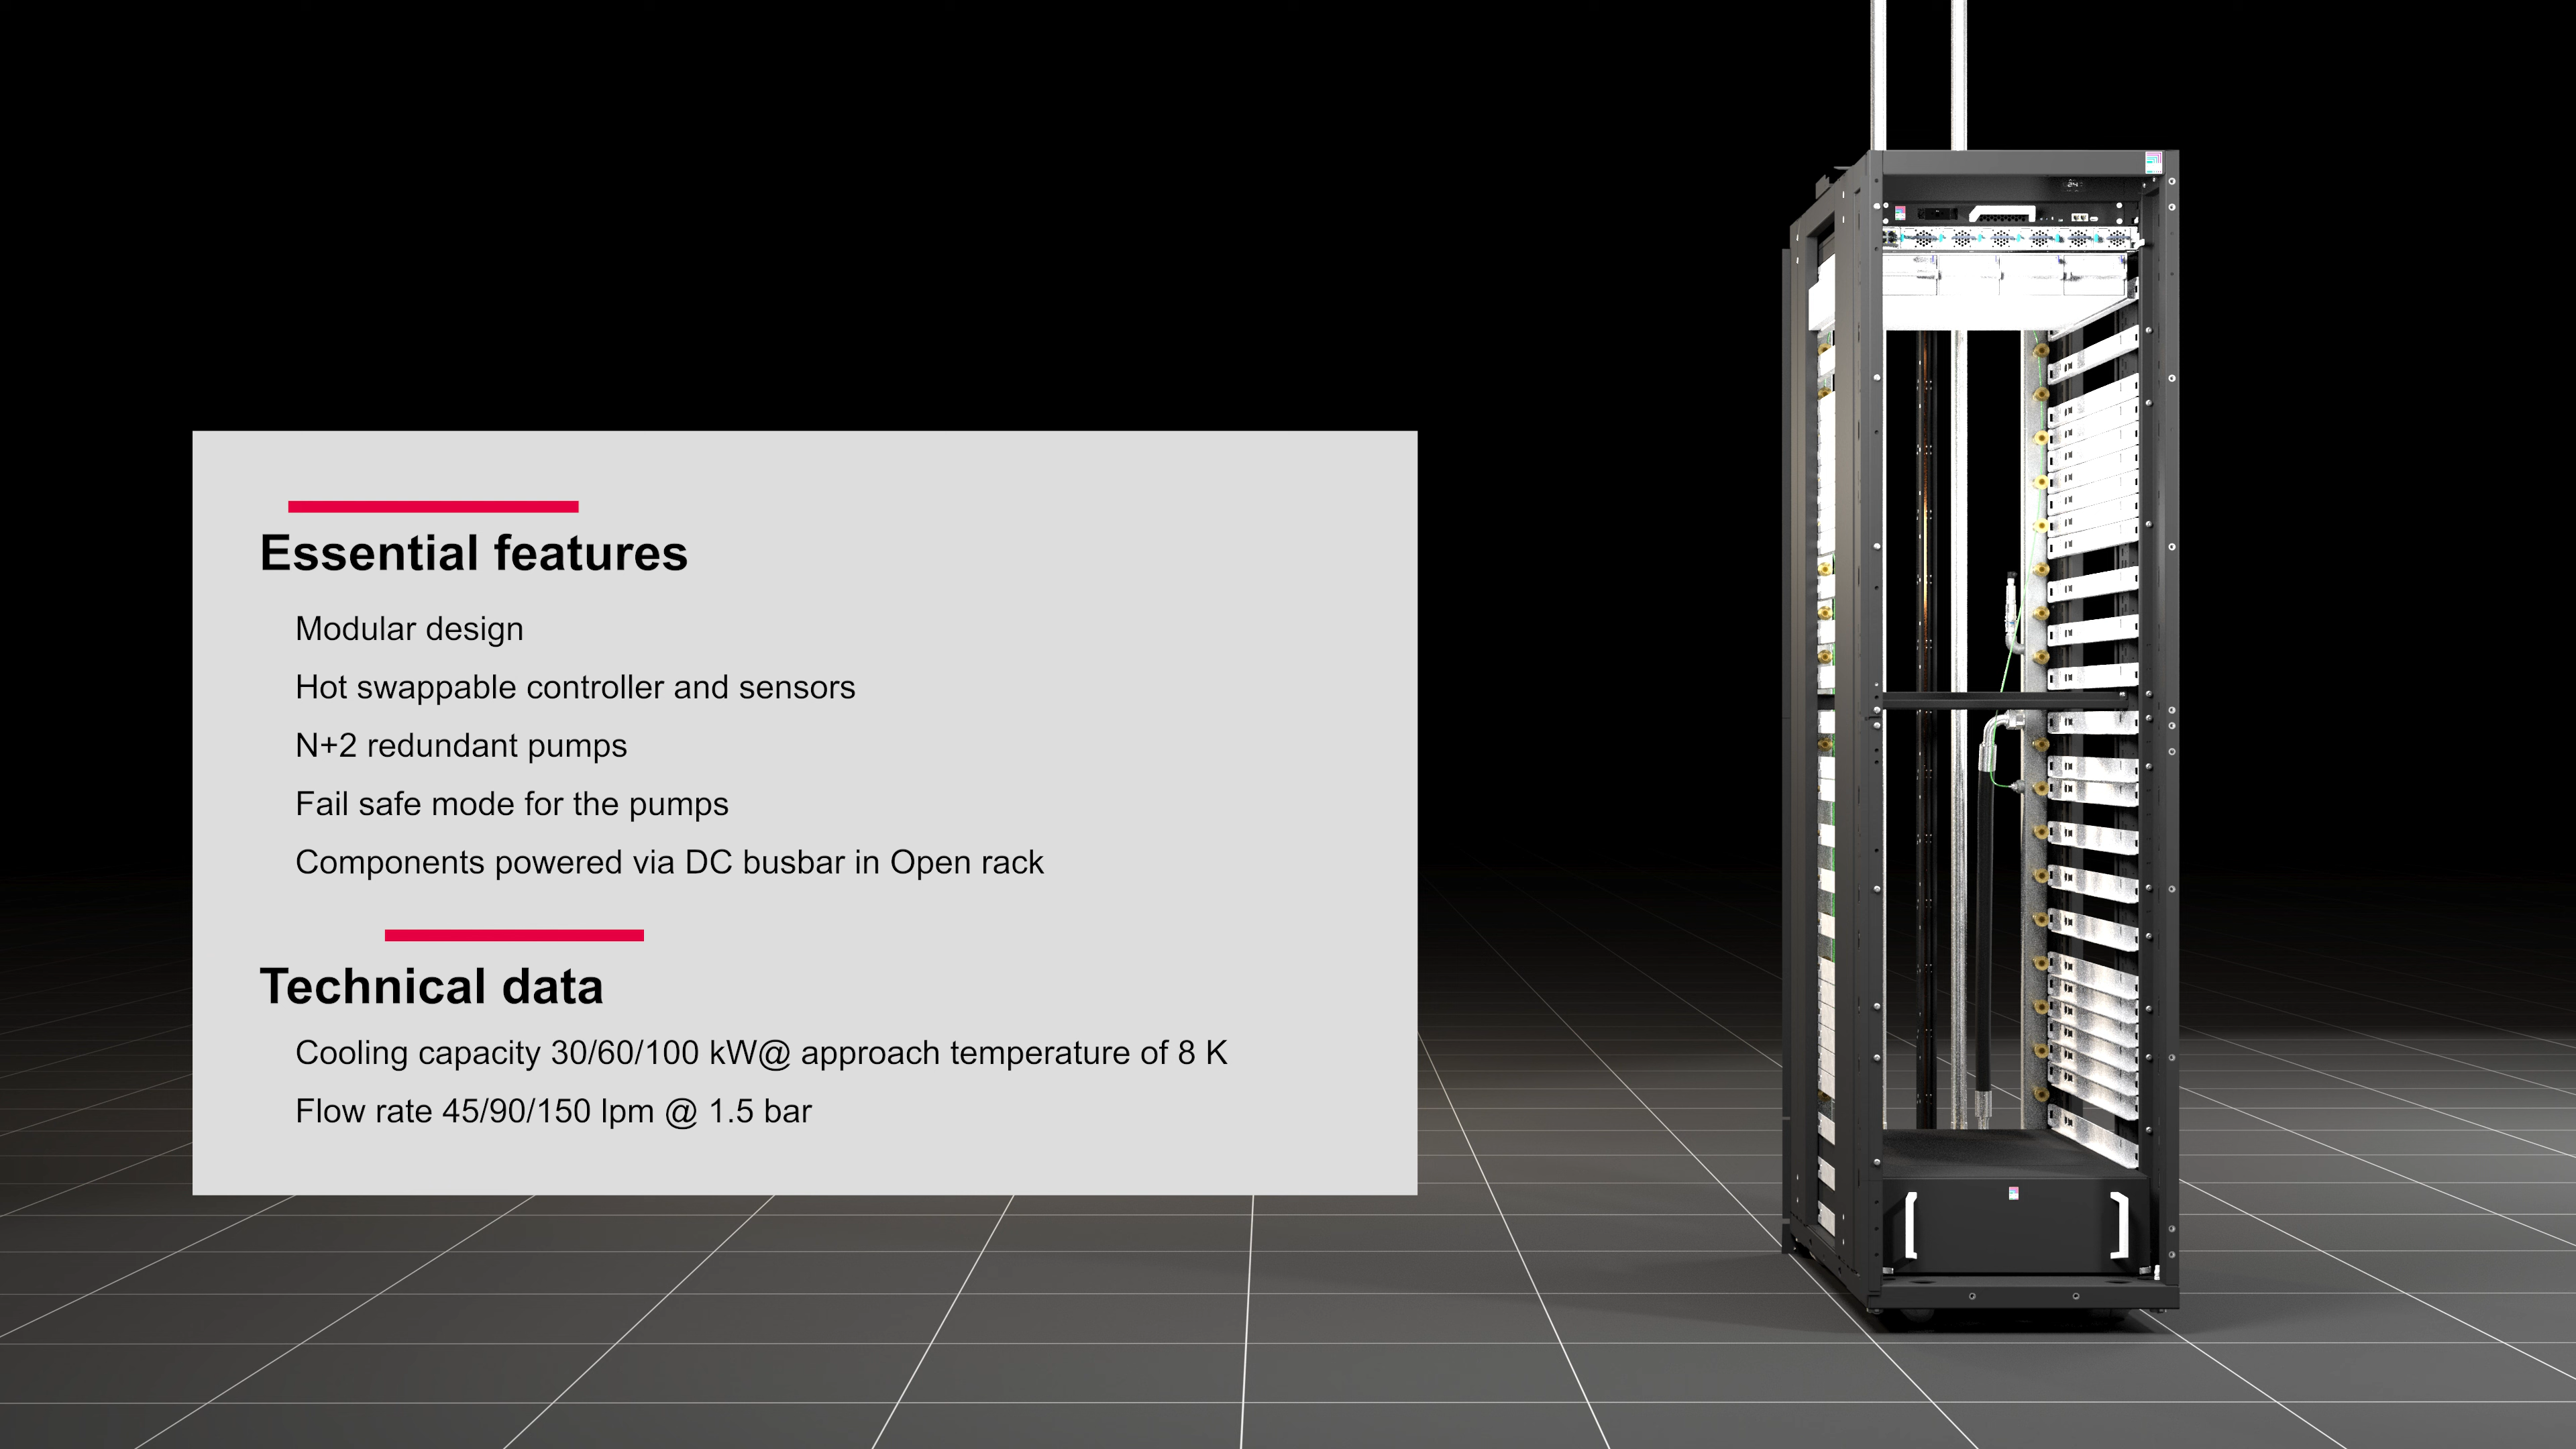 Essential features
Modular design
Hot swappable controller and sensors
N+2 redundant pumps
Fail safe mode for the pumps
Components powered via DC busbar in Open rack
Technical data
Cooling capacity 30/60/100 kW@ approach temperature of 8 K
Flow rate 45/90/150 lpm @ 1.5 bar